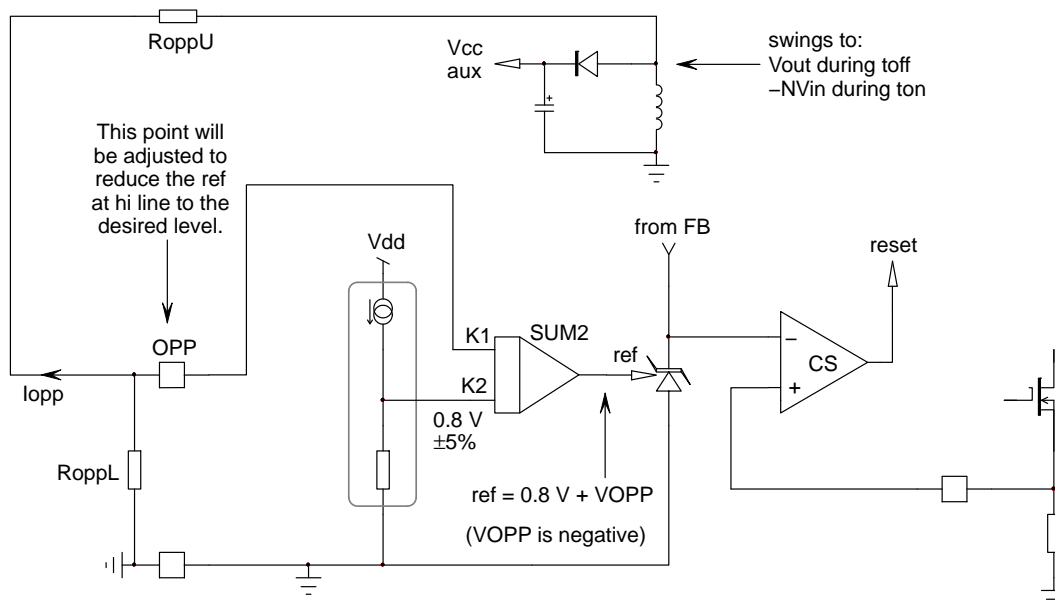 RoppU
Vcc
aux
swings to:
Vout during toff
−NVin during ton
This point will
be adjusted to
reduce the ref
at hi line to the
desired level.
from FB
Vdd
reset
OPP
K1
SUM2
ref
CS
−
+
Iopp
K2
0.8 V
±5%
RoppL
ref = 0.8 V + VOPP
(VOPP is negative)
+